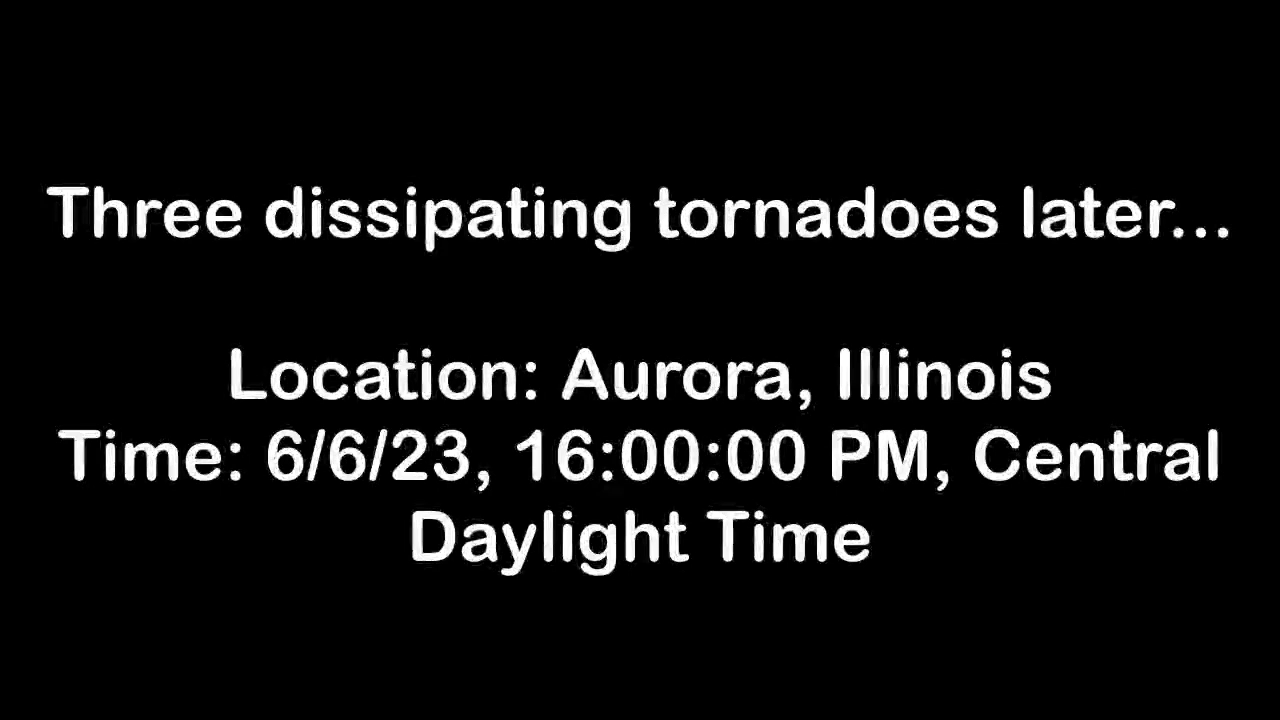 Three dissipating tornadoes later...
Location: Aurora, Illinois
Time: 6/6/23, 16:00:00 PM, Central
Daylight Time